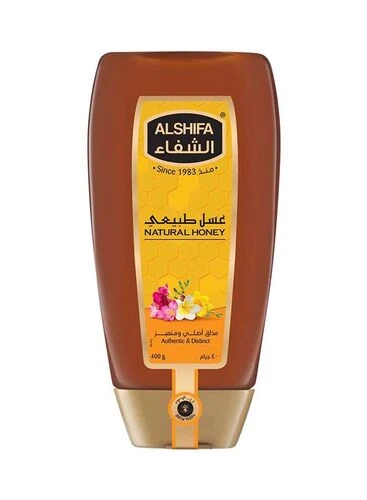 ALSHIFA ®
الشفاء
• Since 1983 منذ •
عسل طبيعي
NATURAL HONEY
مذاق أصلي ومتميز
Authentic & Distinct
400 g ٤٠٠ جرام